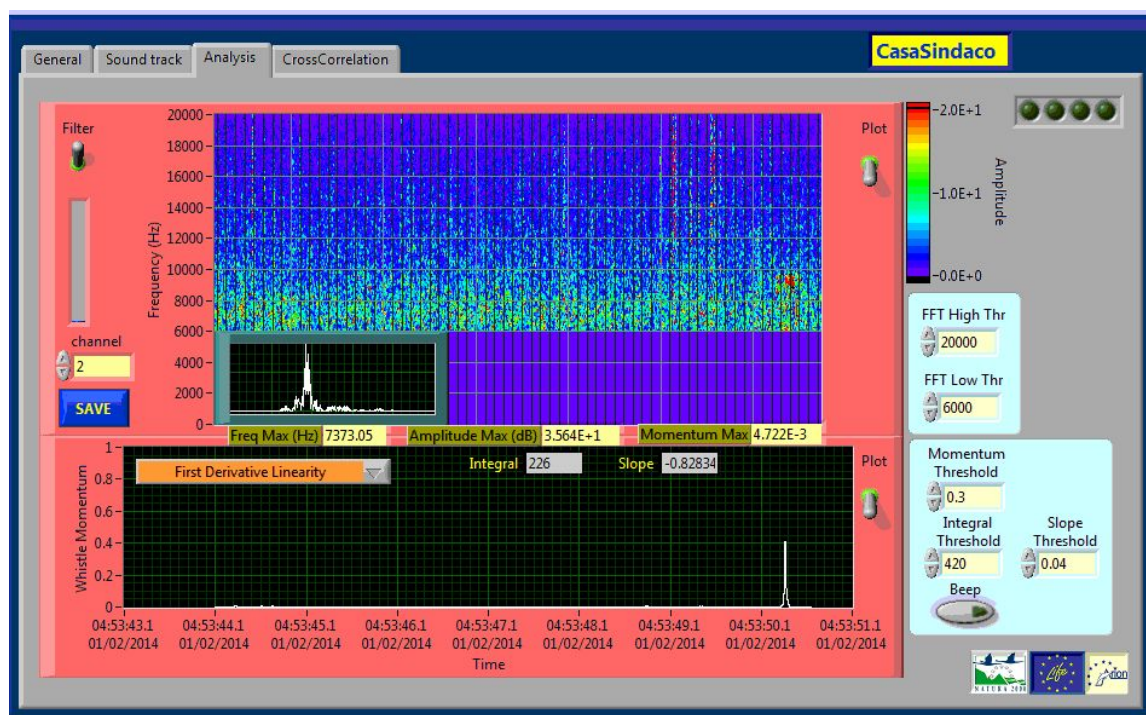 CasaSindaco
General
Sound track
Analysis
CrossCorrelation
Filter
channel
2
SAVE
Frequency (Hz)
20000
18000
16000
14000
12000
10000
8000
6000
4000
2000
0
Plot
-2.0E+1
-1.0E+1
-0.0E+0
Amplitude
FFT High Thr
20000
FFT Low Thr
6000
Freq Max (Hz) 7373.05
Amplitude Max (dB) 3.564E+1
Momentum Max 4.722E-3
First Derivative Linearity
Integral 226
Slope -0.82834
Plot
Whistle Momentum
1
0.8
0.6
0.4
0.2
0
04:53:43.1 04:53:44.1 04:53:45.1 04:53:46.1 04:53:47.1 04:53:48.1 04:53:49.1 04:53:50.1 04:53:51.1
01/02/2014 01/02/2014 01/02/2014 01/02/2014 01/02/2014 01/02/2014 01/02/2014 01/02/2014 01/02/2014
Time
Momentum
Threshold
0.3
Integral
Threshold
420
Slope
Threshold
0.04
Beep
NATURA 2000
Life
Arion